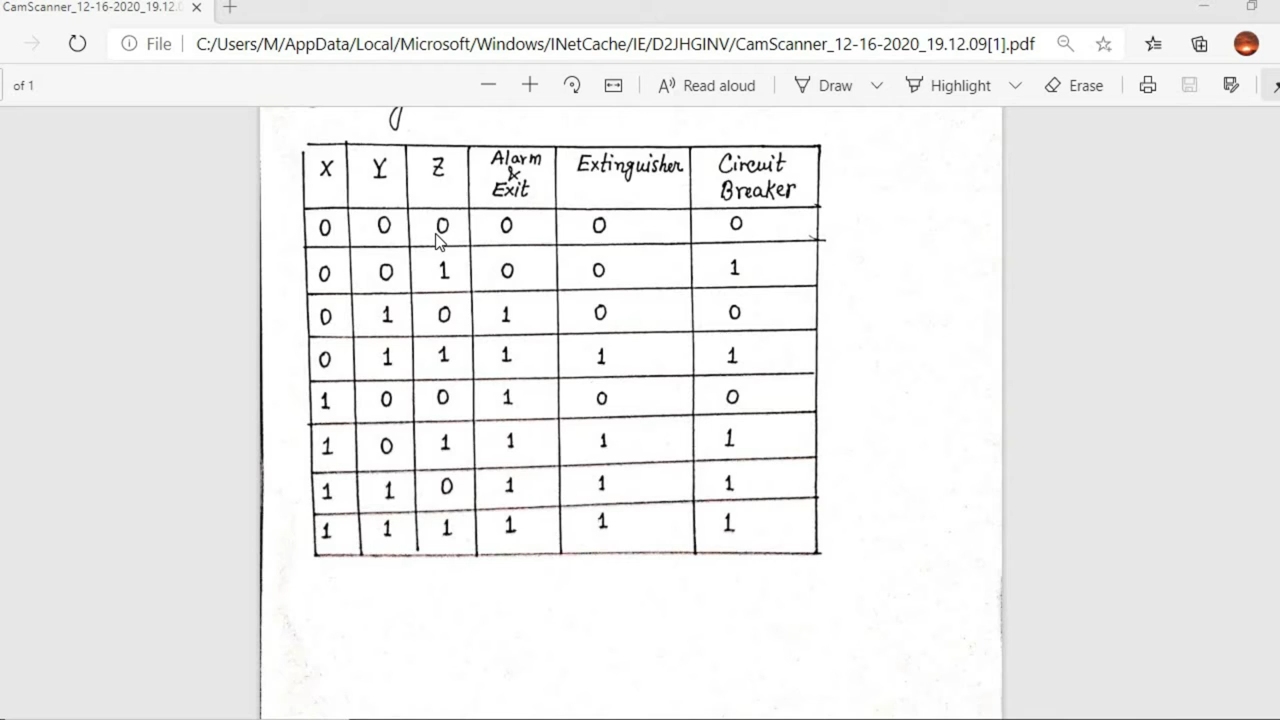 CamScanner_12-16-2020_19.12.0
File C:/Users/M/AppData/Local/Microsoft/Windows/INetCache/IE/D2JHGINV/CamScanner_12-16-2020_19.12.09[1].pdf
of 1 Read aloud Draw Highlight Erase
X Y Z Alarm & Exit Extinguisher Circuit Breaker
0 0 0 0 0 0
0 0 1 0 0 1
0 1 0 1 0 0
0 1 1 1 1 1
1 0 0 1 0 0
1 0 1 1 1 1
1 1 0 1 1 1
1 1 1 1 1 1